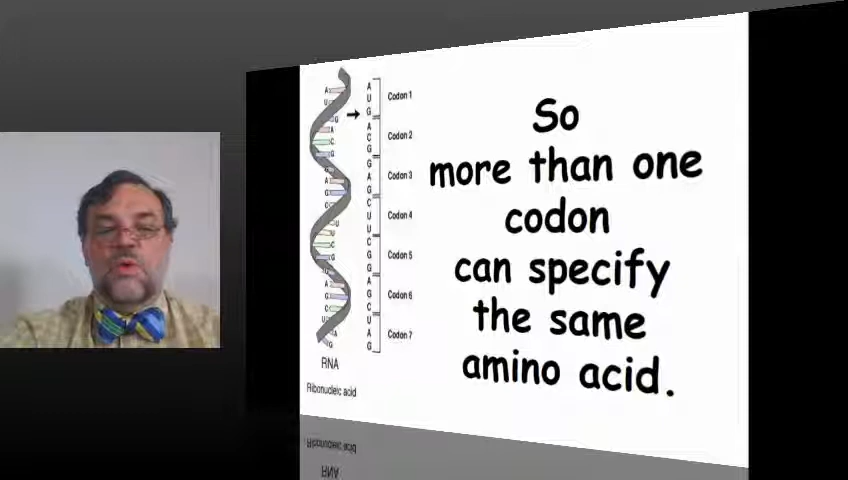 So
more than one
codon
can specify
the same
amino acid.
A
U
G
A
C
G
G
A
G
C
U
U
C
G
G
A
G
C
U
A
G
Codon 1
Codon 2
Codon 3
Codon 4
Codon 5
Codon 6
Codon 7
RNA
Ribonucleic acid